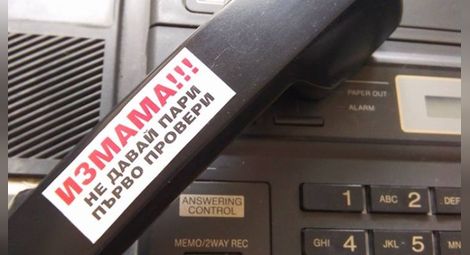 ИЗМАМА!!!
НЕ ДАВАЙ ПАРИ
ПЪРВО ПРОВЕРИ
PAPER OUT
ALARM
ANSWERING
CONTROL
1 ABC 2 DEF
MEMO/2WAY REC
GHI 4 JKL 5